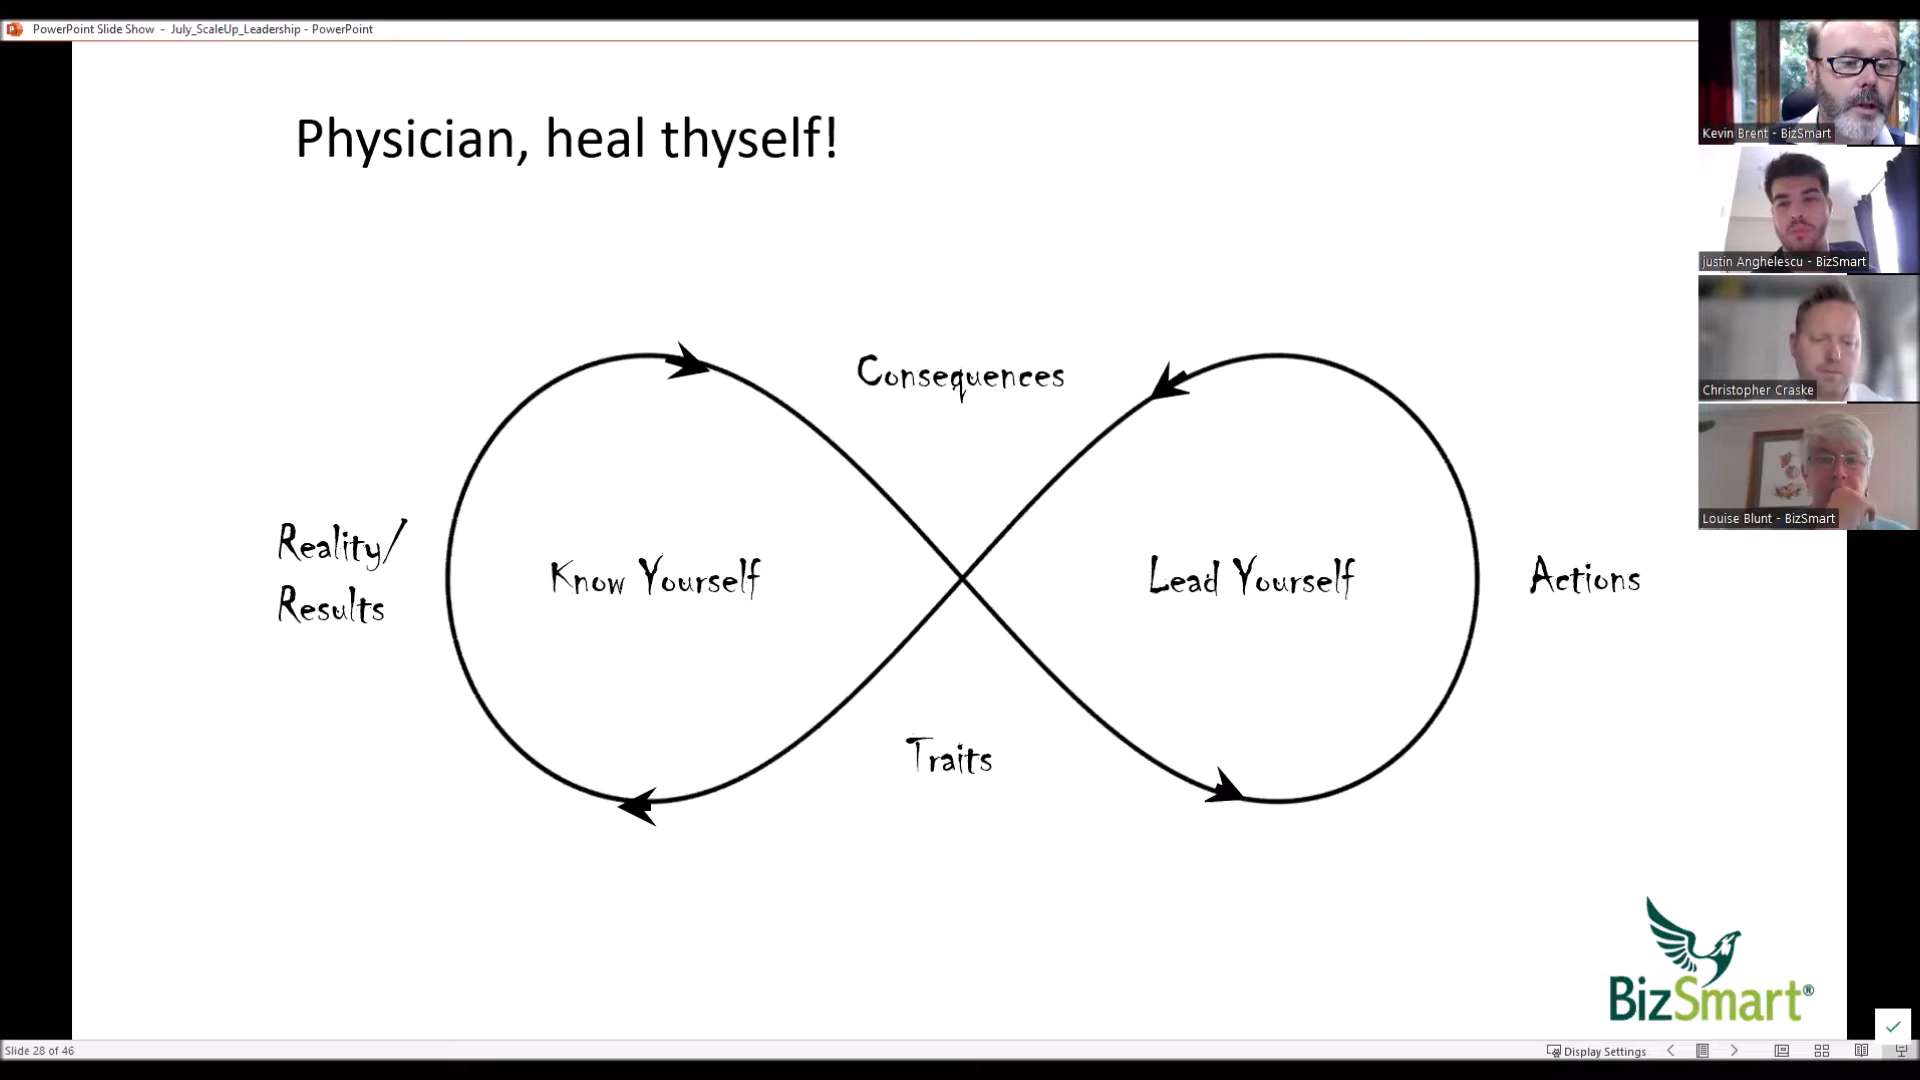 PowerPoint Slide Show - July_ScaleUp_Leadership - PowerPoint
Physician, heal thyself!
Consequences
Reality/
Results
Know Yourself
Lead Yourself
Actions
Traits
BizSmart®
Kevin Brent - BizSmart
justin Anghelescu - BizSmart
Christopher Craske
Louise Blunt - BizSmart
Slide 28 of 46
Display Settings